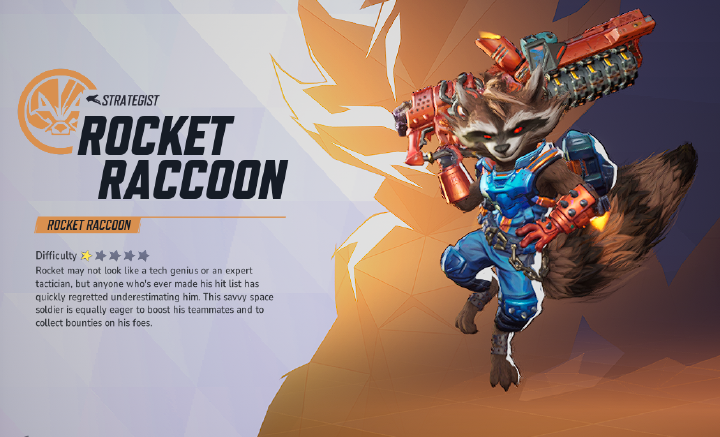 STRATEGIST
ROCKET
RACCOON
ROCKET RACCOON
Difficulty
Rocket may not look like a tech genius or an expert
tactician, but anyone who's ever made his hit list has
quickly regretted underestimating him. This savvy space
soldier is equally eager to boost his teammates and to
collect bounties on his foes.